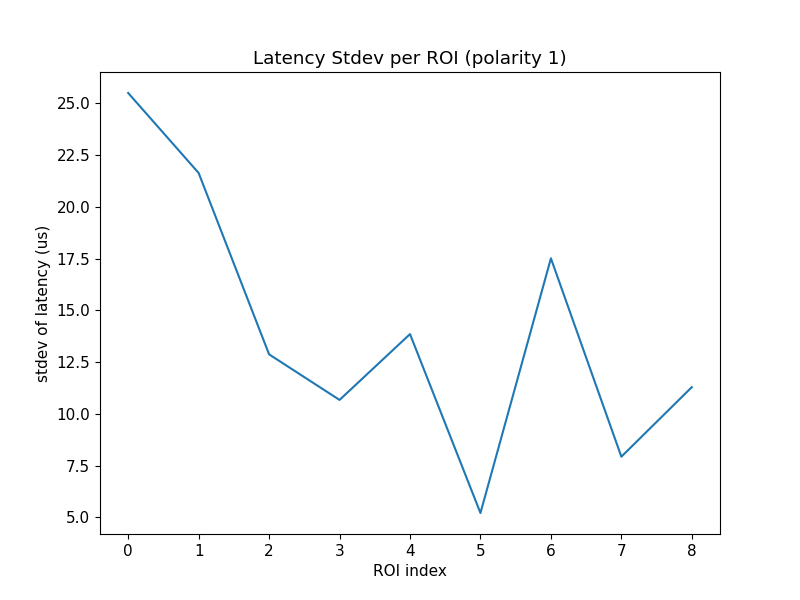 Latency Stdev per ROI (polarity 1)
25.0
22.5
20.0
17.5
15.0
12.5
10.0
7.5
5.0
stdev of latency (us)
0 1 2 3 4 5 6 7 8
ROI index